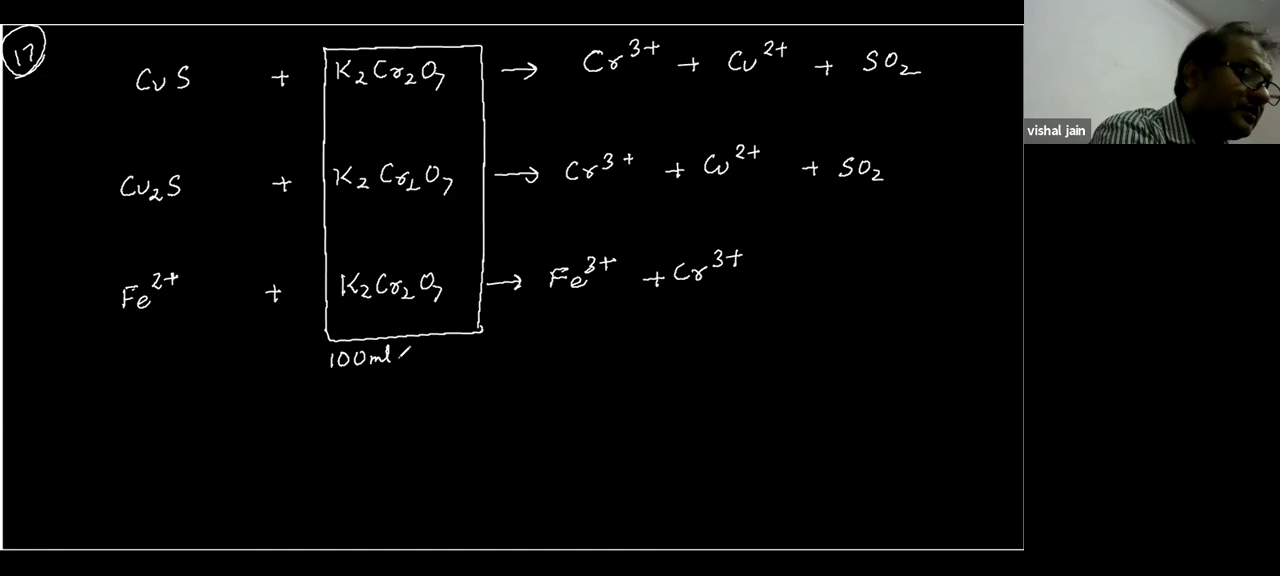 17
CuS + K2Cr2O7 → Cr3+ + Cu2+ + SO2
Cu2S + K2Cr2O7 → Cr3+ + Cu2+ + SO2
Fe2+ + K2Cr2O7 → Fe3+ + Cr3+
100ml
vishal jain